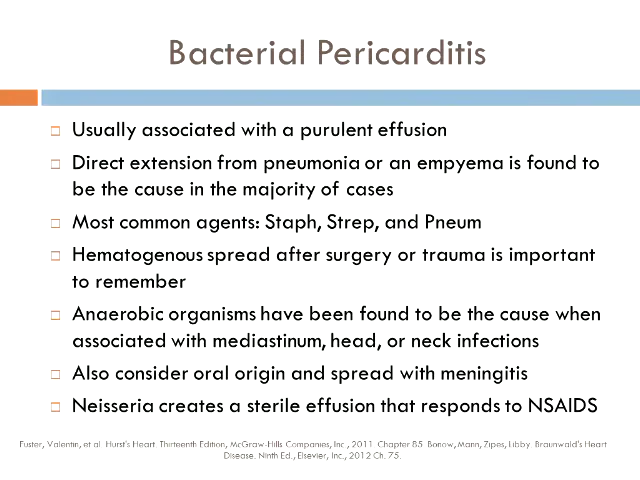 Bacterial Pericarditis
Usually associated with a purulent effusion
Direct extension from pneumonia or an empyema is found to
be the cause in the majority of cases
Most common agents: Staph, Strep, and Pneum
Hematogenous spread after surgery or trauma is important
to remember
Anaerobic organisms have been found to be the cause when
associated with mediastinum, head, or neck infections
Also consider oral origin and spread with meningitis
Neisseria creates a sterile effusion that responds to NSAIDS
Fuster, Valentin, et al. Hurst's Heart. Thirteenth Edition, McGraw-Hills Companies, Inc., 2011. Chapter 85. Bonow, Mann, Zipes, Libby. Braunwald's Heart
Disease. Ninth Ed., Elsevier, Inc., 2012 Ch. 75.